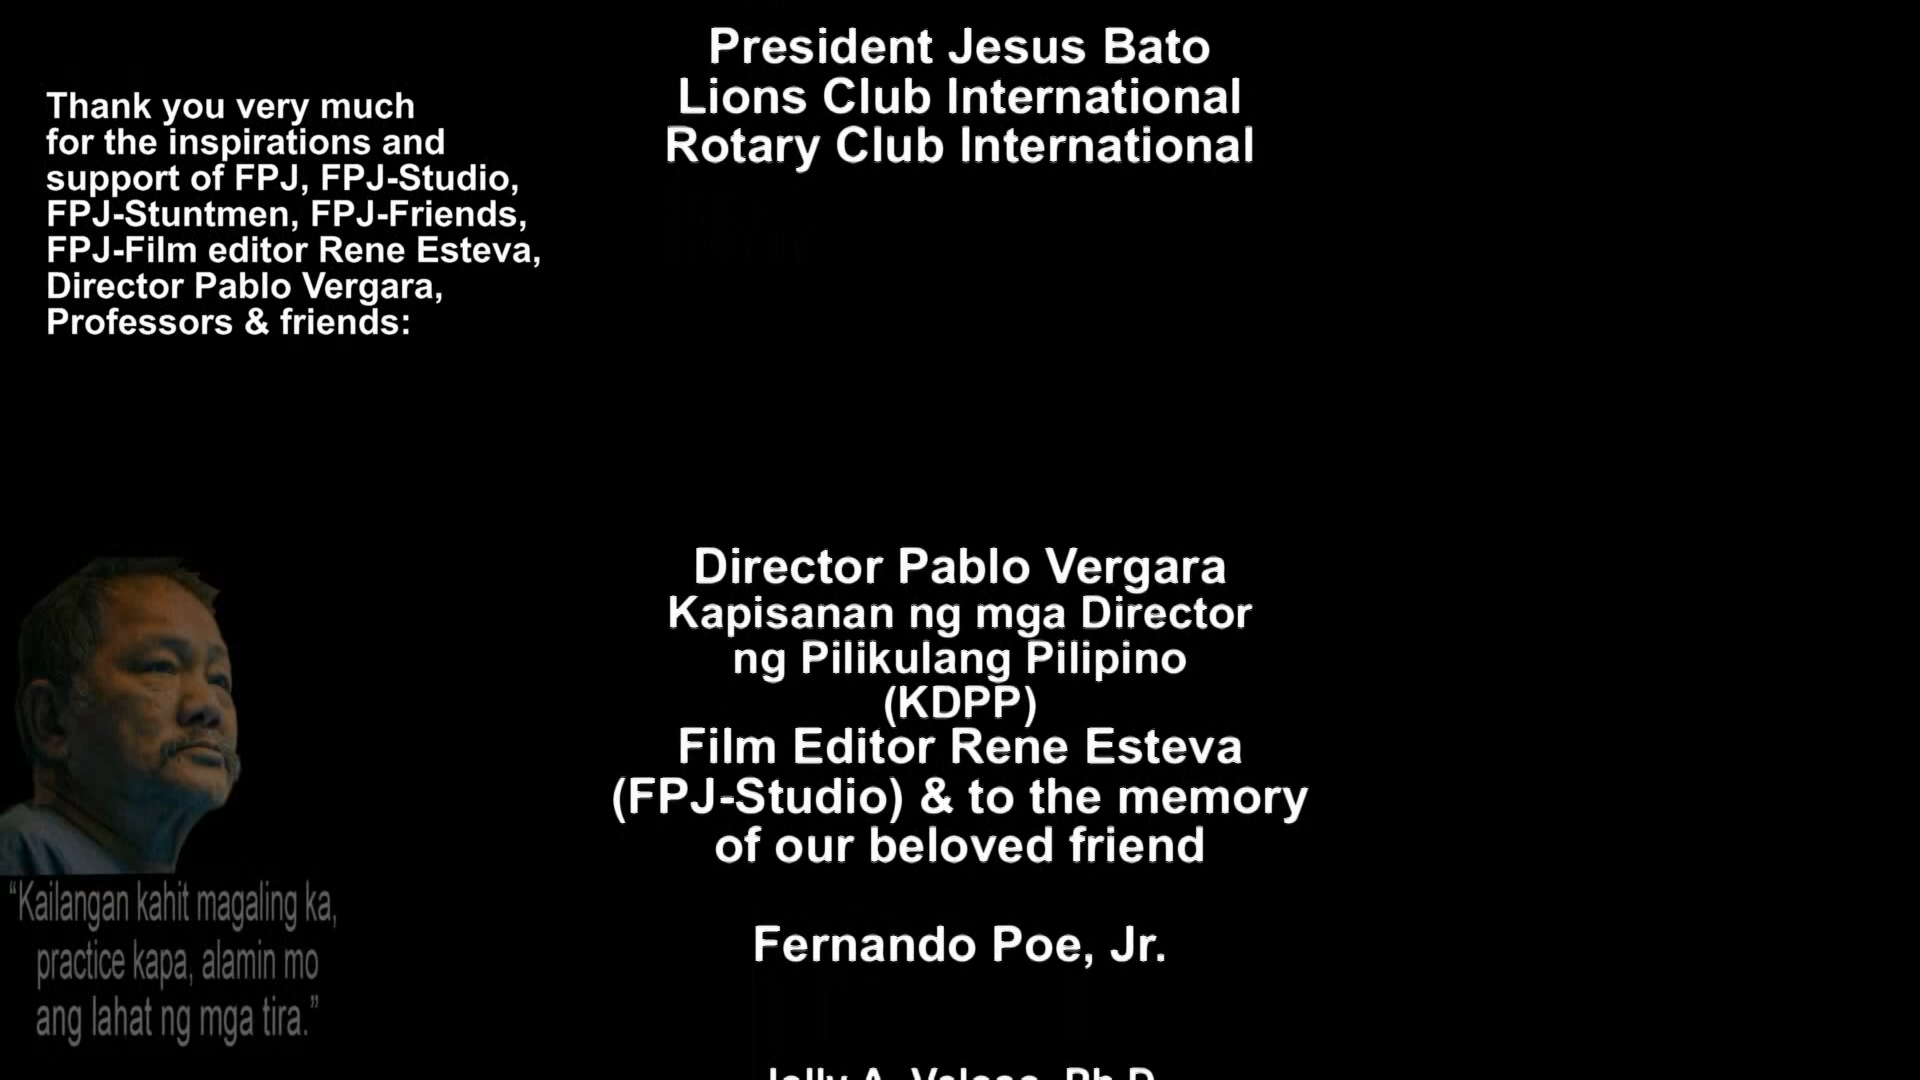 Thank you very much
for the inspirations and
support of FPJ, FPJ-Studio,
FPJ-Stuntmen, FPJ-Friends,
FPJ-Film editor Rene Esteva,
Director Pablo Vergara,
Professors & friends:
President Jesus Bato
Lions Club International
Rotary Club International
Director Pablo Vergara
Kapisanan ng mga Director
ng Pilikulang Pilipino
(KDPP)
Film Editor Rene Esteva
(FPJ-Studio) & to the memory
of our beloved friend
Fernando Poe, Jr.
“Kailangan kahit magaling ka,
practice kapa, alamin mo
ang lahat ng mga tira.”